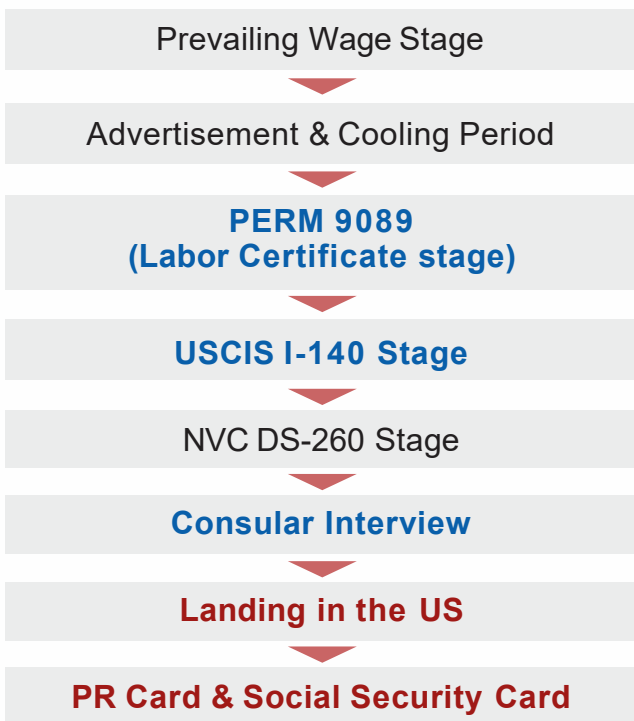 Prevailing Wage Stage
Advertisement & Cooling Period
PERM 9089
(Labor Certificate stage)
USCIS I-140 Stage
NVC DS-260 Stage
Consular Interview
Landing in the US
PR Card & Social Security Card